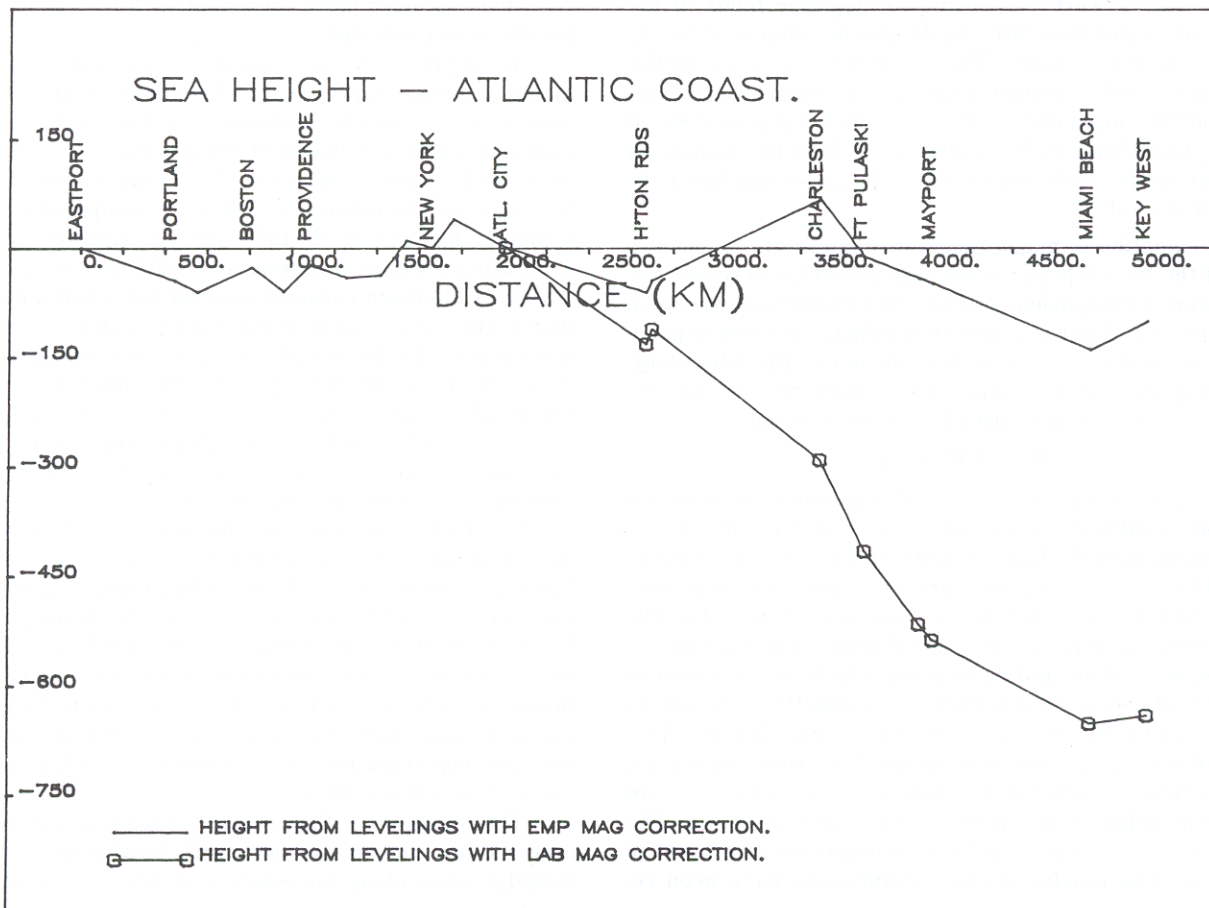 SEA HEIGHT — ATLANTIC COAST.
150
EASTPORT
PORTLAND
BOSTON
PROVIDENCE
NEW YORK
ATL. CITY
H'TON RDS
CHARLESTON
FT PULASKI
MAYPORT
MIAMI BEACH
KEY WEST
0. 500. 1000. 1500. 2000. 2500. 3000. 3500. 4000. 4500. 5000.
DISTANCE (KM)
-150
-300
-450
-600
-750
HEIGHT FROM LEVELINGS WITH EMP MAG CORRECTION.
HEIGHT FROM LEVELINGS WITH LAB MAG CORRECTION.